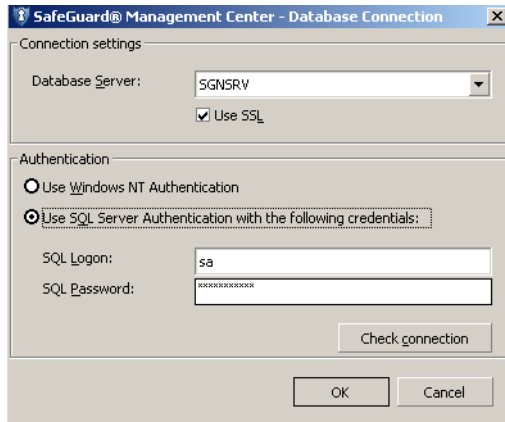 SafeGuard® Management Center - Database Connection
Connection settings
Database Server:
SGNSRV
Use SSL
Authentication
Use Windows NT Authentication
Use SQL Server Authentication with the following credentials:
SQL Logon:
sa
SQL Password:
×××××××××××
Check connection
OK
Cancel